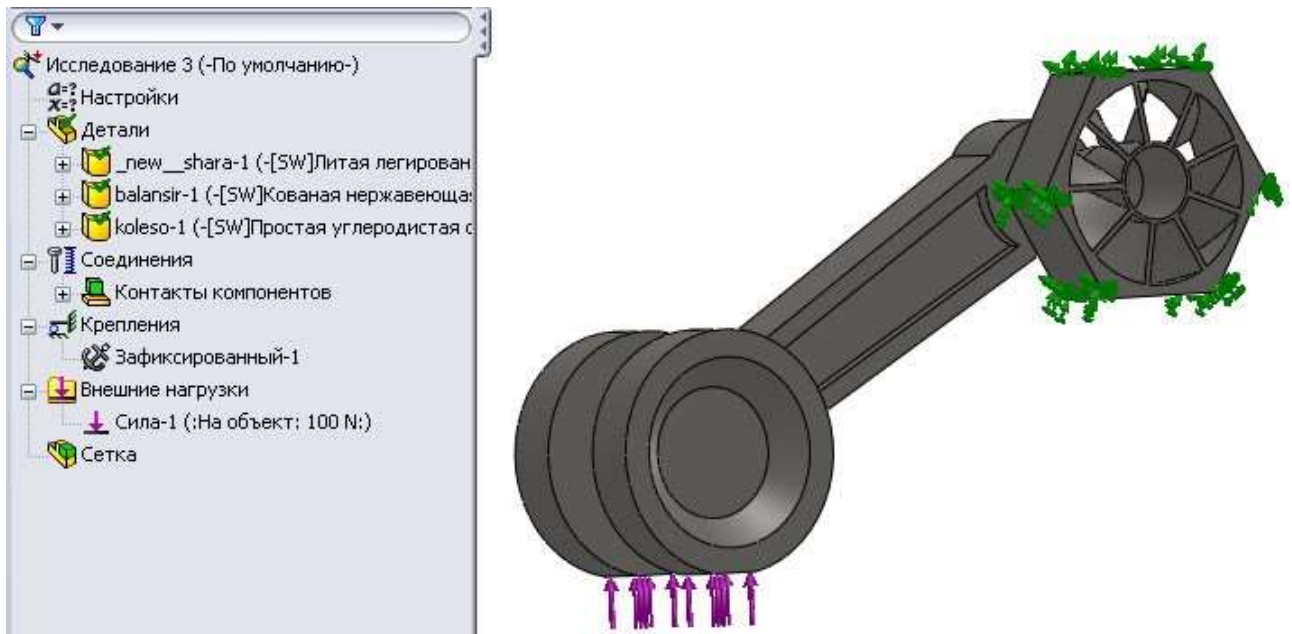 Исследование 3 (-По умолчанию-)
Настройки
Детали
_new__shara-1 (-[SW]Литая легирован
balansir-1 (-[SW]Кованая нержавеюща
koleso-1 (-[SW]Простая углеродистая с
Соединения
Контакты компонентов
Крепления
Зафиксированный-1
Внешние нагрузки
Сила-1 (:На объект: 100 N:)
Сетка